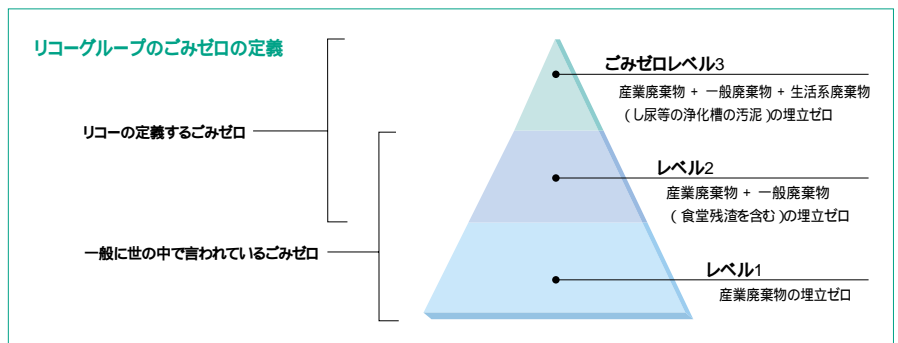 リコーグループのごみゼロの定義
リコーの定義するごみゼロ
一般に世の中で言われているごみゼロ
ごみゼロレベル3
産業廃棄物 + 一般廃棄物 + 生活系廃棄物
(し尿等の浄化槽の汚泥)の埋立ゼロ
レベル2
産業廃棄物 + 一般廃棄物
(食堂残渣を含む)の埋立ゼロ
レベル1
産業廃棄物の埋立ゼロ